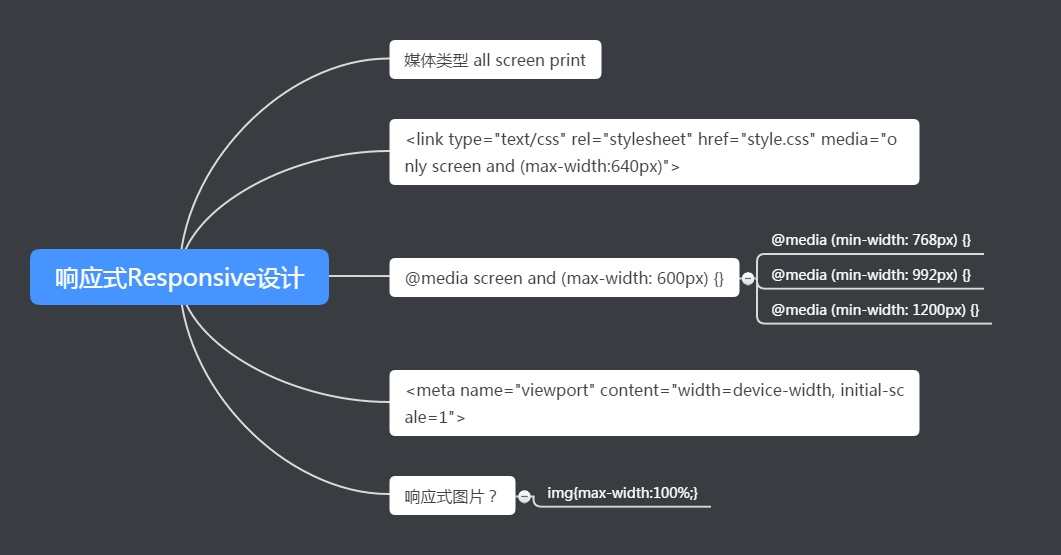 媒体类型 all screen print
<link type="text/css" rel="stylesheet" href="style.css" media="o
nly screen and (max-width:640px)">
响应式Responsive设计
@media screen and (max-width: 600px) {}
@media (min-width: 768px) {}
@media (min-width: 992px) {}
@media (min-width: 1200px) {}
<meta name="viewport" content="width=device-width, initial-sc
ale=1">
响应式图片？
img{max-width:100%;}